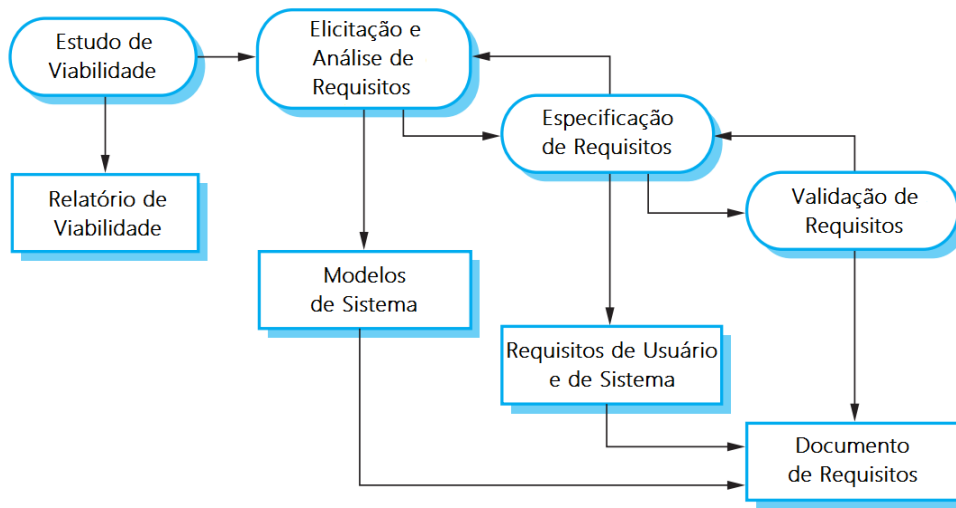 Estudo de
Viabilidade
Elicitação e
Análise de
Requisitos
Especificação
de Requisitos
Validação de
Requisitos
Relatório de
Viabilidade
Modelos
de Sistema
Requisitos de Usuário
e de Sistema
Documento
de Requisitos